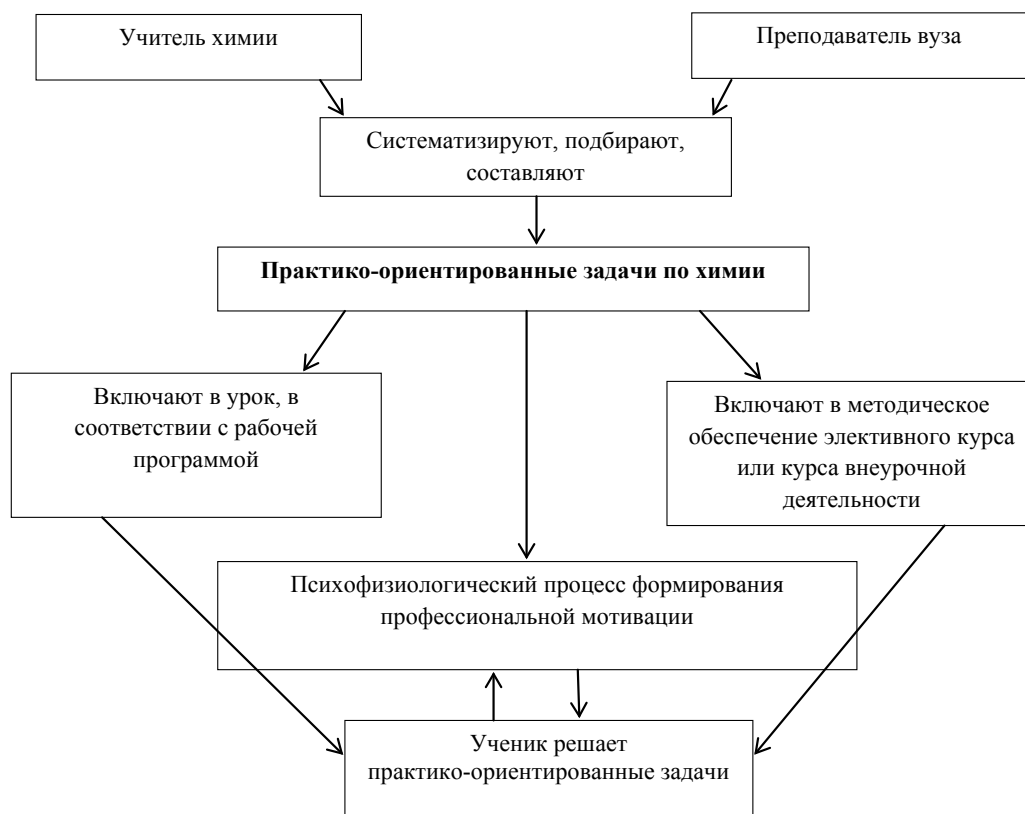 Учитель химии
Преподаватель вуза
Систематизируют, подбирают,
составляют
Практико-ориентированные задачи по химии
Включают в урок, в
соответствии с рабочей
программой
Включают в методическое
обеспечение элективного курса
или курса внеурочной
деятельности
Психофизиологический процесс формирования
профессиональной мотивации
Ученик решает
практико-ориентированные задачи